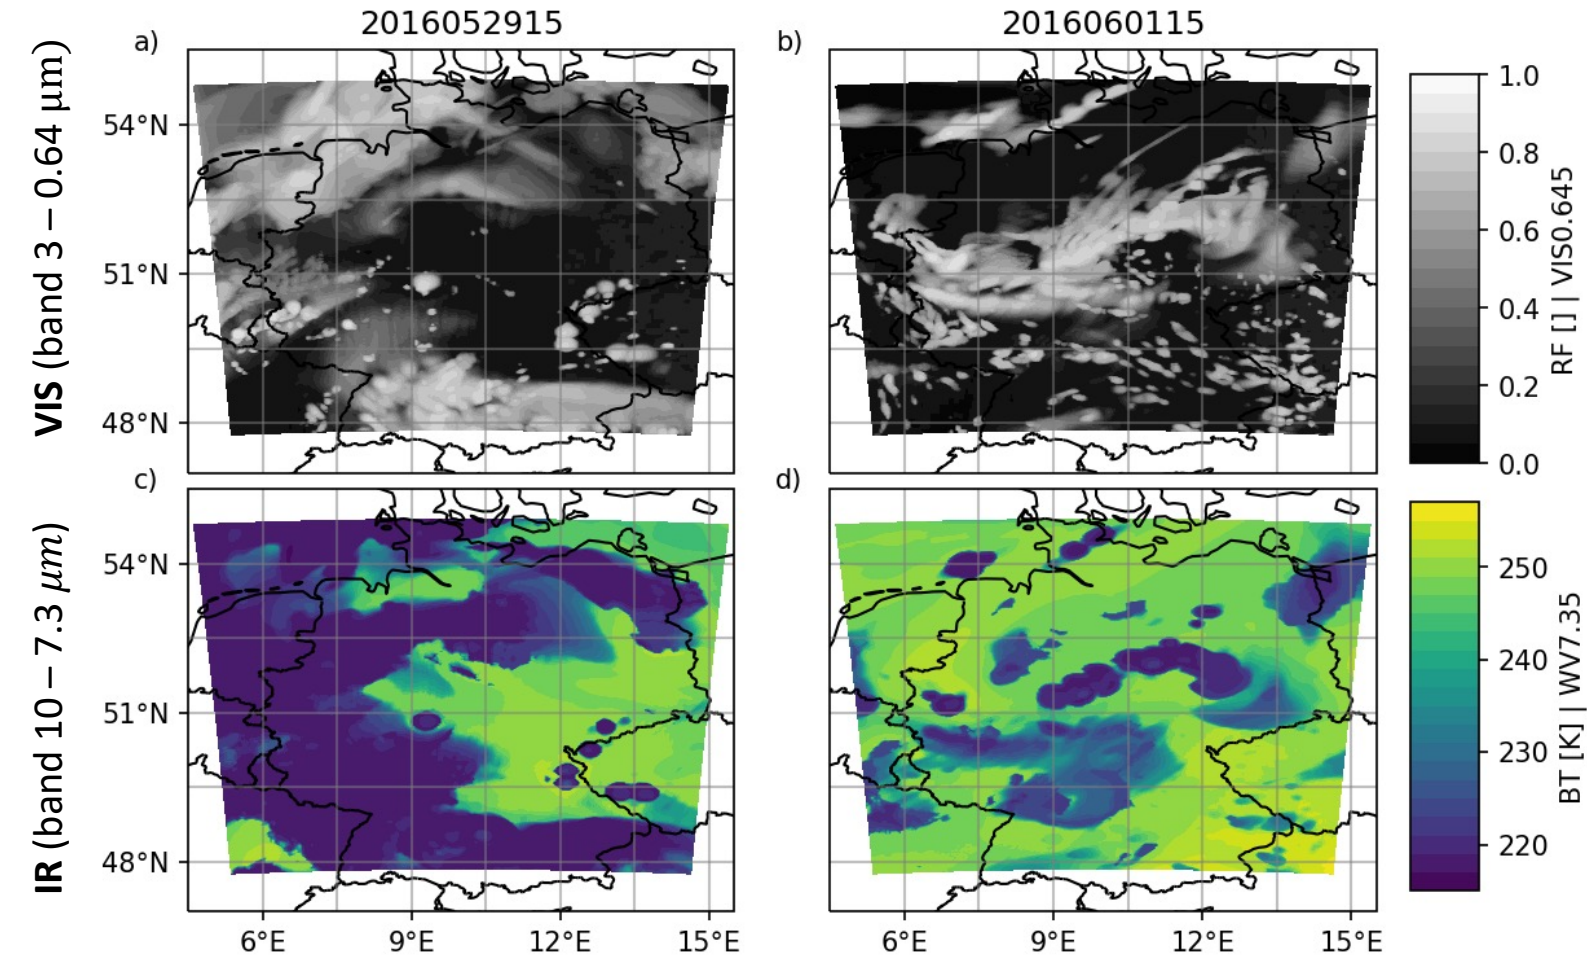 2016052915
2016060115
a)
b)
VIS (band 3 – 0.64 μm)
54°N
51°N
48°N
1.0
0.8
0.6
0.4
0.2
0.0
RF [] | VIS0.645
c)
d)
IR (band 10 – 7.3 μm)
54°N
51°N
48°N
250
240
230
220
BT [K] | WV7.35
6°E 9°E 12°E 15°E
6°E 9°E 12°E 15°E